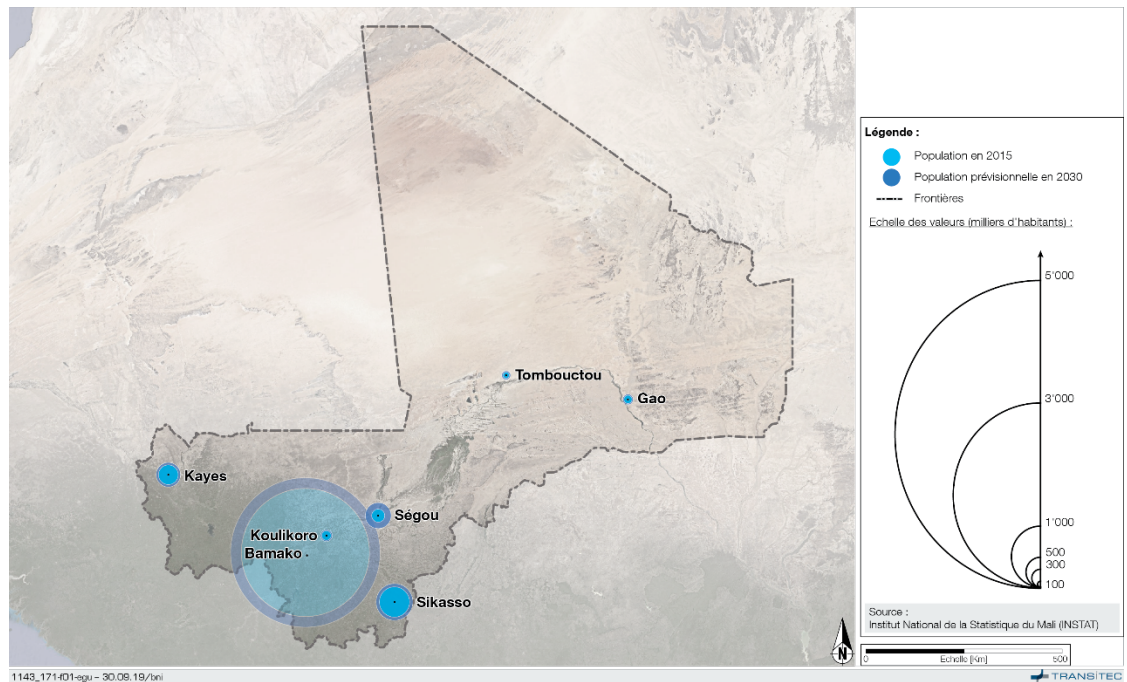 Légende :
Population en 2015
Population prévisionnelle en 2030
Frontières
Echelle des valeurs (milliers d'habitants) :
5'000
3'000
1'000
500
300
100
Tombouctou
Gao
Kayes
Ségou
Koulikoro
Bamako
Sikasso
Source :
Institut National de la Statistique du Mali (INSTAT)
N
0 Echelle [Km] 500
1143_171-f01-egu – 30.09.19/bni
TRANSITEC